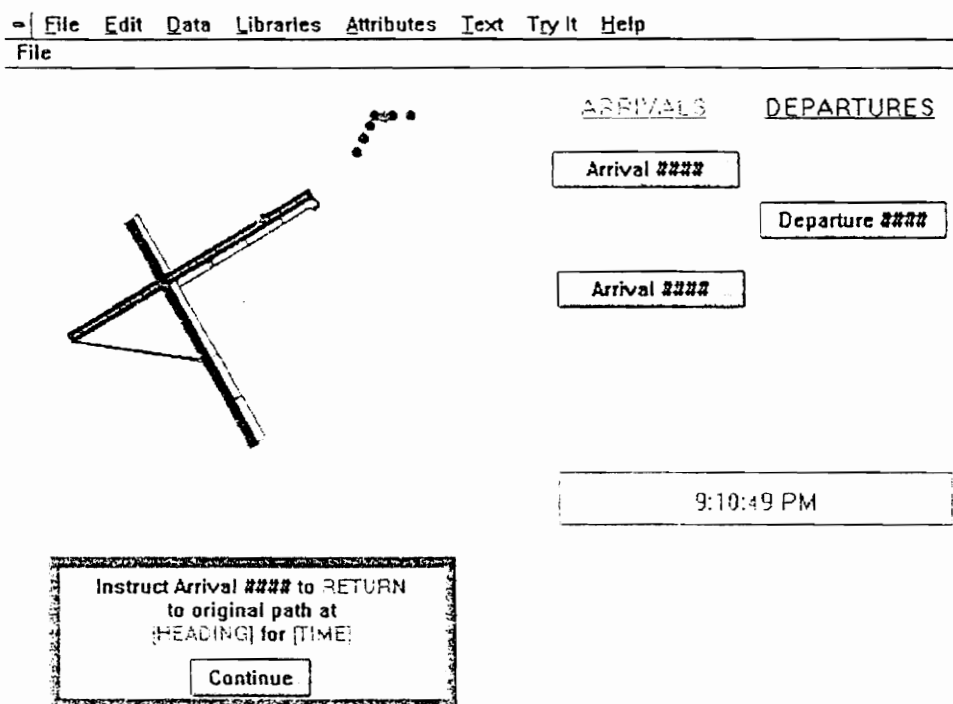 File Edit Data Libraries Attributes Text Try It Help
File
ARRIVALS DEPARTURES
Arrival ####
Departure ####
Arrival ####
9:10:49 PM
Instruct Arrival #### to RETURN
to original path at
[HEADING] for [TIME]
Continue